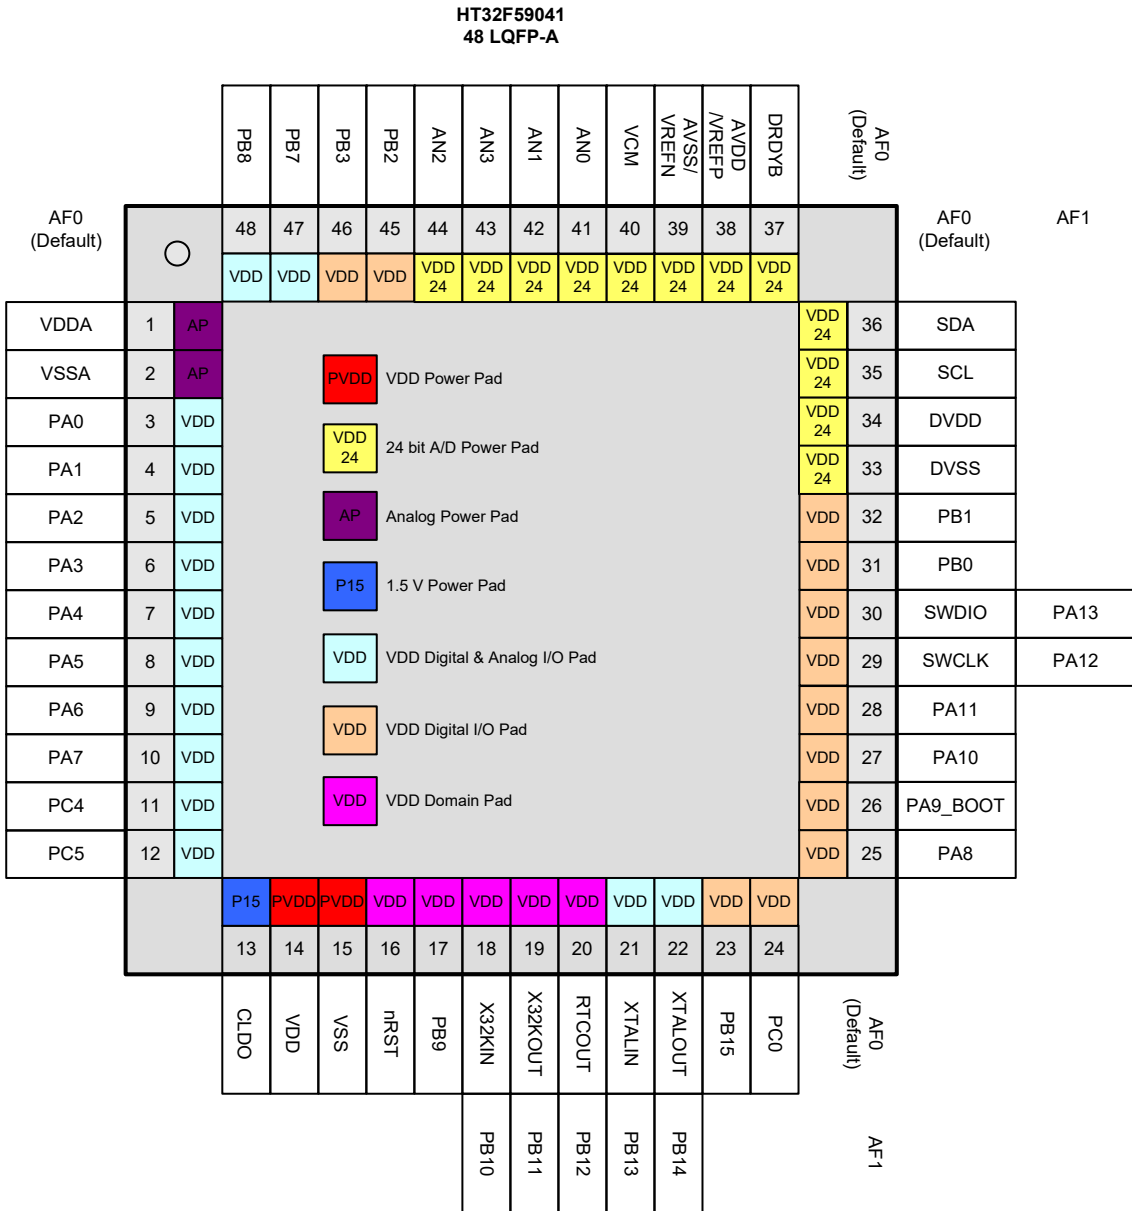 HT32F59041
48 LQFP-A
PB8 PB7 PB3 PB2 AN2 AN3 AN1 AN0 VCM AVSS/ VREFN AVDD /VREFP DRDYB AF0 (Default)
AF0 (Default)
48 47 46 45 44 43 42 41 40 39 38 37
AF0 (Default) AF1
VDD VDD VDD VDD VDD 24 VDD 24 VDD 24 VDD 24 VDD 24 VDD 24 VDD 24 VDD 24
VDDA 1 AP VDD 24 36 SDA
VSSA 2 AP PVDD VDD Power Pad VDD 24 35 SCL
PA0 3 VDD VDD 24 24 bit A/D Power Pad VDD 24 34 DVDD
PA1 4 VDD VDD 24 33 DVSS
PA2 5 VDD AP Analog Power Pad VDD 32 PB1
PA3 6 VDD P15 1.5 V Power Pad VDD 31 PB0
PA4 7 VDD VDD 30 SWDIO PA13
PA5 8 VDD VDD VDD Digital & Analog I/O Pad VDD 29 SWCLK PA12
PA6 9 VDD VDD VDD Digital I/O Pad VDD 28 PA11
PA7 10 VDD VDD 27 PA10
PC4 11 VDD VDD VDD Domain Pad VDD 26 PA9_BOOT
PC5 12 VDD VDD 25 PA8
P15 PVDD PVDD VDD VDD VDD VDD VDD VDD VDD VDD VDD
13 14 15 16 17 18 19 20 21 22 23 24
CLDO VDD VSS nRST PB9 X32KIN X32KOUT RTCOUT XTALIN XTALOUT PB15 PC0 AF0 (Default)
PB10 PB11 PB12 PB13 PB14 AF1